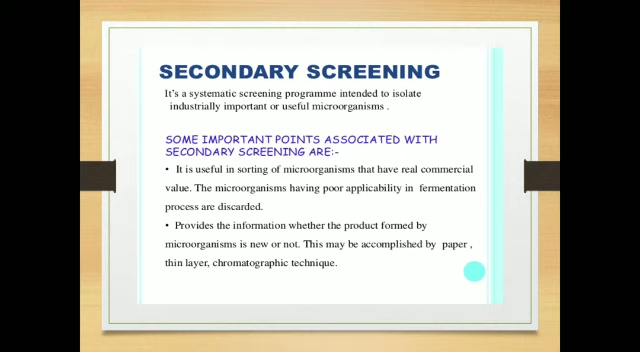 SECONDARY SCREENING
It's a systematic screening programme intended to isolate
industrially important or useful microorganisms .
SOME IMPORTANT POINTS ASSOCIATED WITH
SECONDARY SCREENING ARE:-
• It is useful in sorting of microorganisms that have real commercial
value. The microorganisms having poor applicability in fermentation
process are discarded.
• Provides the information whether the product formed by
microorganisms is new or not. This may be accomplished by paper ,
thin layer, chromatographic technique.